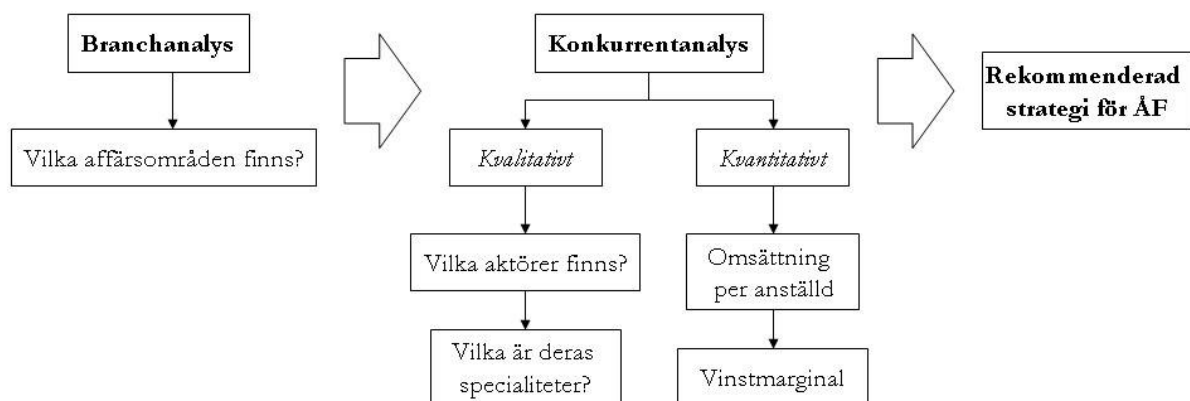 Branchanalys
Vilka affärsområden finns?
Konkurrentanalys
Kvalitativt
Vilka aktörer finns?
Vilka är deras
specialiteter?
Kvantitativt
Omsättning
per anställd
Vinstmarginal
Rekommenderad
strategi för ÅF